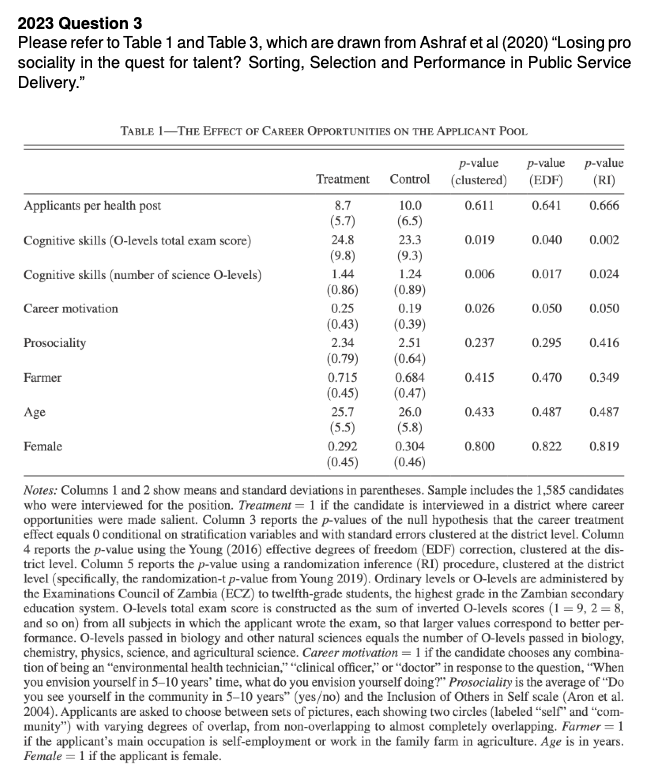 2023 Question 3
Please refer to Table 1 and Table 3, which are drawn from Ashraf et al (2020) “Losing pro
sociality in the quest for talent? Sorting, Selection and Performance in Public Service
Delivery.”
TABLE 1—THE EFFECT OF CAREER OPPORTUNITIES ON THE APPLICANT POOL
p-value p-value p-value
Treatment Control (clustered) (EDF) (RI)
Applicants per health post 8.7 10.0 0.611 0.641 0.666
(5.7) (6.5)
Cognitive skills (O-levels total exam score) 24.8 23.3 0.019 0.040 0.002
(9.8) (9.3)
Cognitive skills (number of science O-levels) 1.44 1.24 0.006 0.017 0.024
(0.86) (0.89)
Career motivation 0.25 0.19 0.026 0.050 0.050
(0.43) (0.39)
Prosociality 2.34 2.51 0.237 0.295 0.416
(0.79) (0.64)
Farmer 0.715 0.684 0.415 0.470 0.349
(0.45) (0.47)
Age 25.7 26.0 0.433 0.487 0.487
(5.5) (5.8)
Female 0.292 0.304 0.800 0.822 0.819
(0.45) (0.46)
Notes: Columns 1 and 2 show means and standard deviations in parentheses. Sample includes the 1,585 candidates
who were interviewed for the position. Treatment = 1 if the candidate is interviewed in a district where career
opportunities were made salient. Column 3 reports the p-values of the null hypothesis that the career treatment
effect equals 0 conditional on stratification variables and with standard errors clustered at the district level. Column
4 reports the p-value using the Young (2016) effective degrees of freedom (EDF) correction, clustered at the dis-
trict level. Column 5 reports the p-value using a randomization inference (RI) procedure, clustered at the district
level (specifically, the randomization-t p-value from Young 2019). Ordinary levels or O-levels are administered by
the Examinations Council of Zambia (ECZ) to twelfth-grade students, the highest grade in the Zambian secondary
education system. O-levels total exam score is constructed as the sum of inverted O-levels scores (1 = 9, 2 = 8,
and so on) from all subjects in which the applicant wrote the exam, so that larger values correspond to better per-
formance. O-levels passed in biology and other natural sciences equals the number of O-levels passed in biology,
chemistry, physics, science, and agricultural science. Career motivation = 1 if the candidate chooses any combina-
tion of being an “environmental health technician,” “clinical officer,” or “doctor” in response to the question, “When
you envision yourself in 5–10 years’ time, what do you envision yourself doing?” Prosociality is the average of “Do
you see yourself in the community in 5–10 years” (yes/no) and the Inclusion of Others in Self scale (Aron et al.
2004). Applicants are asked to choose between sets of pictures, each showing two circles (labeled “self” and “com-
munity”) with varying degrees of overlap, from non-overlapping to almost completely overlapping. Farmer = 1
if the applicant’s main occupation is self-employment or work in the family farm in agriculture. Age is in years.
Female = 1 if the applicant is female.